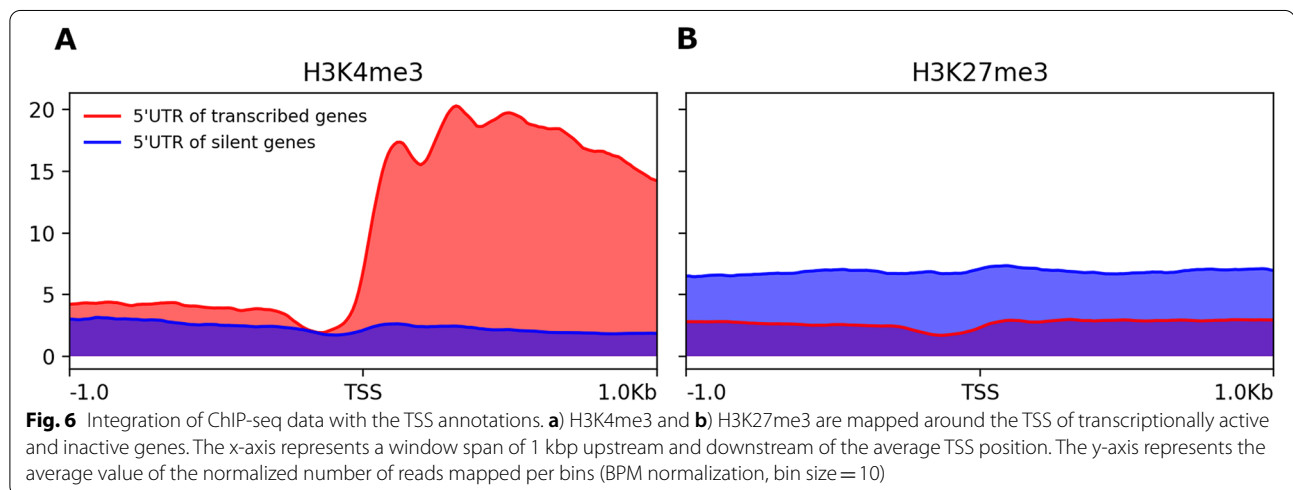 A
B
H3K4me3
H3K27me3
5'UTR of transcribed genes
5'UTR of silent genes
20
15
10
5
0
-1.0 TSS 1.0Kb
-1.0 TSS 1.0Kb
Fig. 6 Integration of ChIP-seq data with the TSS annotations. a) H3K4me3 and b) H3K27me3 are mapped around the TSS of transcriptionally active
and inactive genes. The x-axis represents a window span of 1 kbp upstream and downstream of the average TSS position. The y-axis represents the
average value of the normalized number of reads mapped per bins (BPM normalization, bin size = 10)